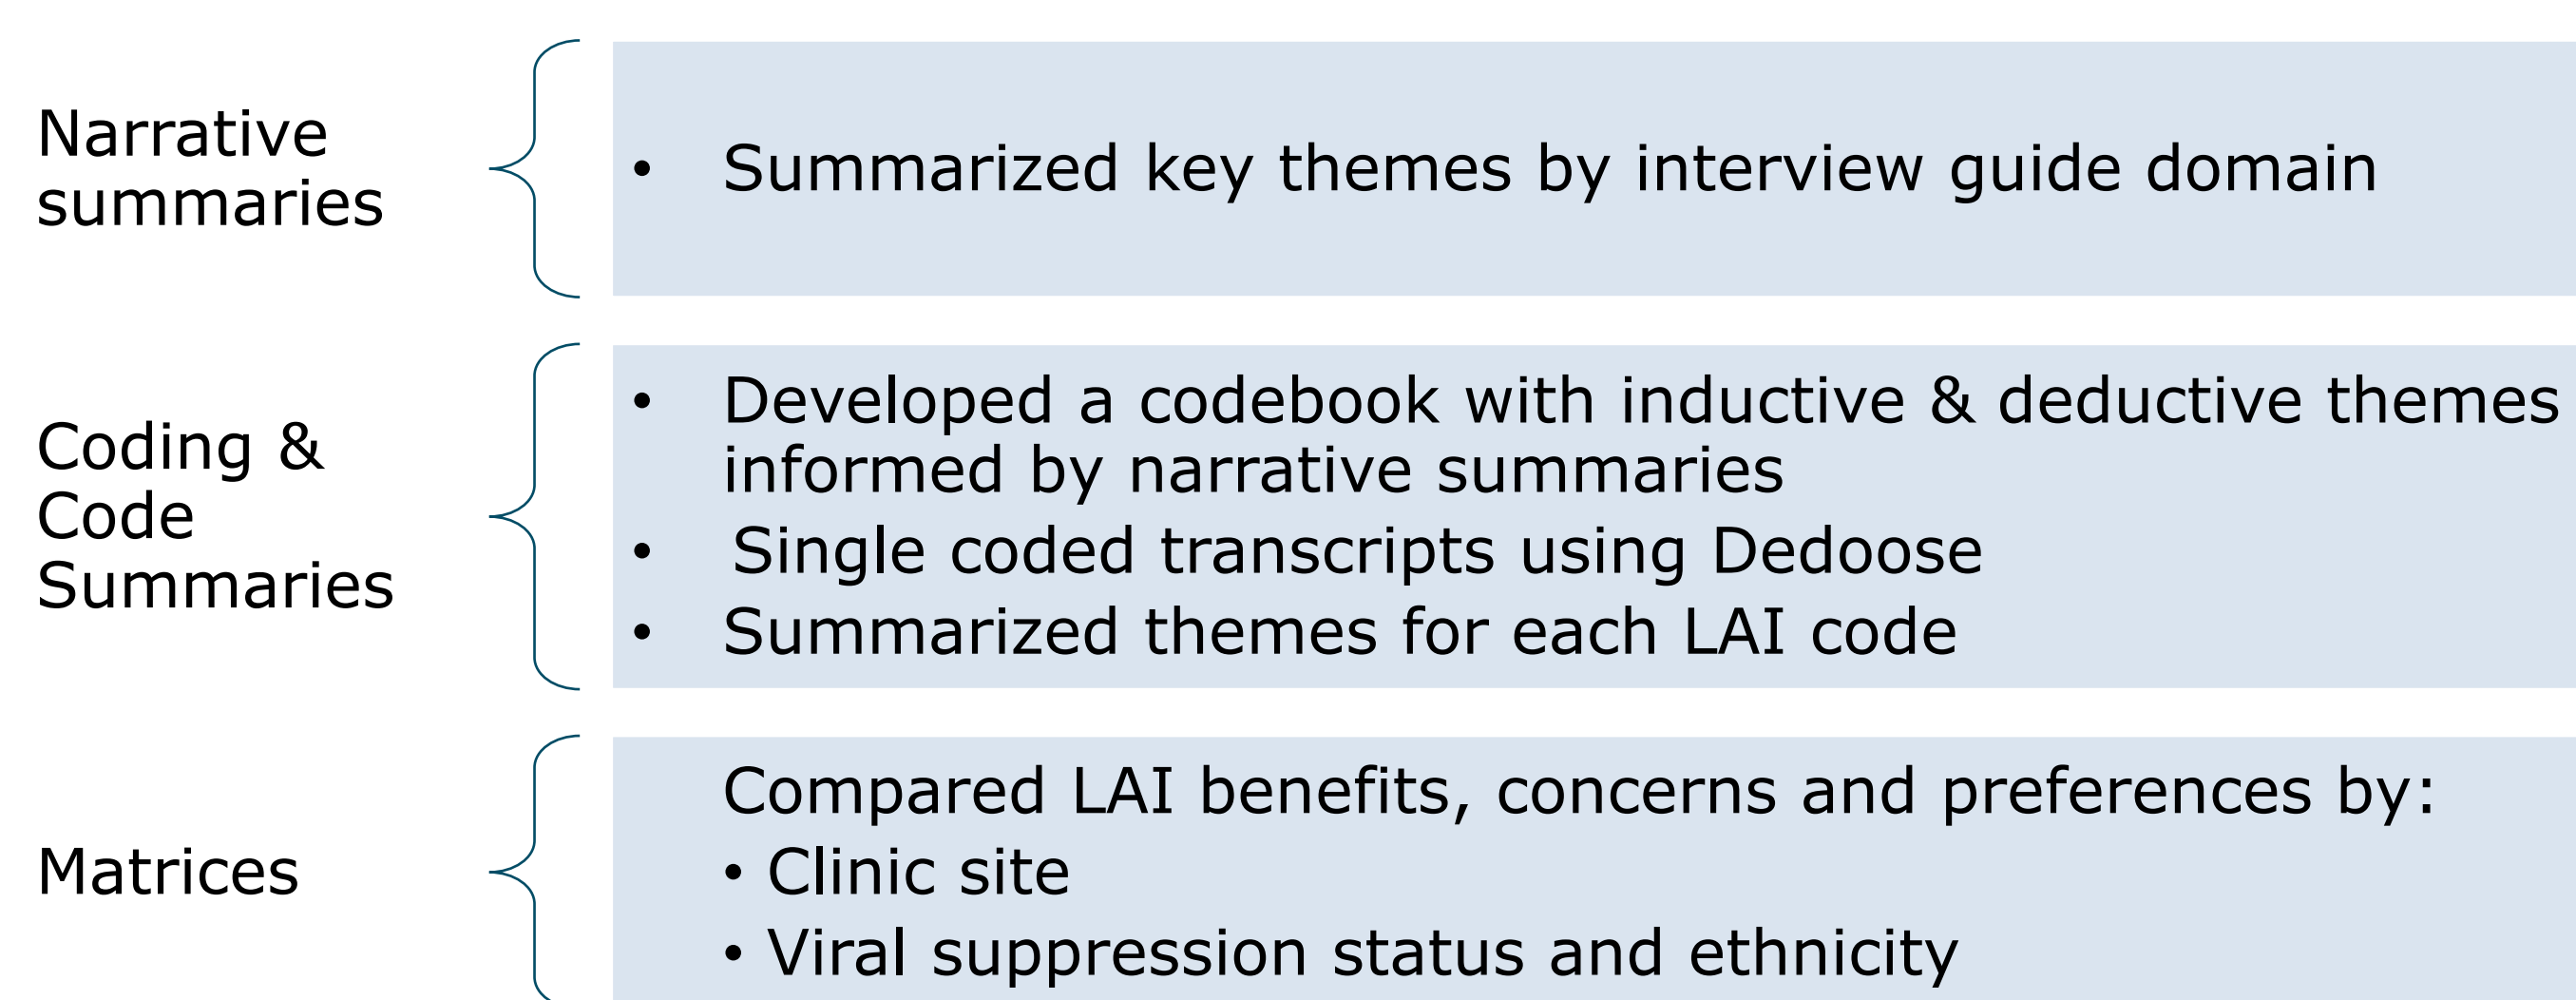 Narrative
summaries
• Summarized key themes by interview guide domain
Coding &
Code
Summaries
• Developed a codebook with inductive & deductive themes
informed by narrative summaries
• Single coded transcripts using Dedoose
• Summarized themes for each LAI code
Matrices
Compared LAI benefits, concerns and preferences by:
• Clinic site
• Viral suppression status and ethnicity